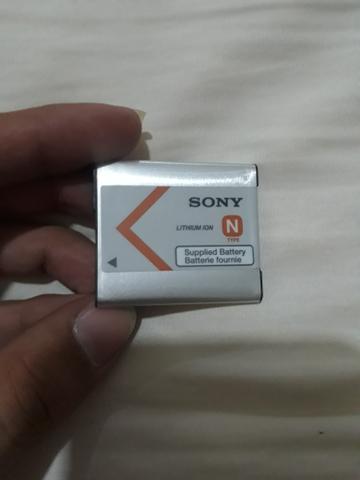 SONY
LITHIUM ION
N
TYPE
Supplied Battery
Batterie fournie